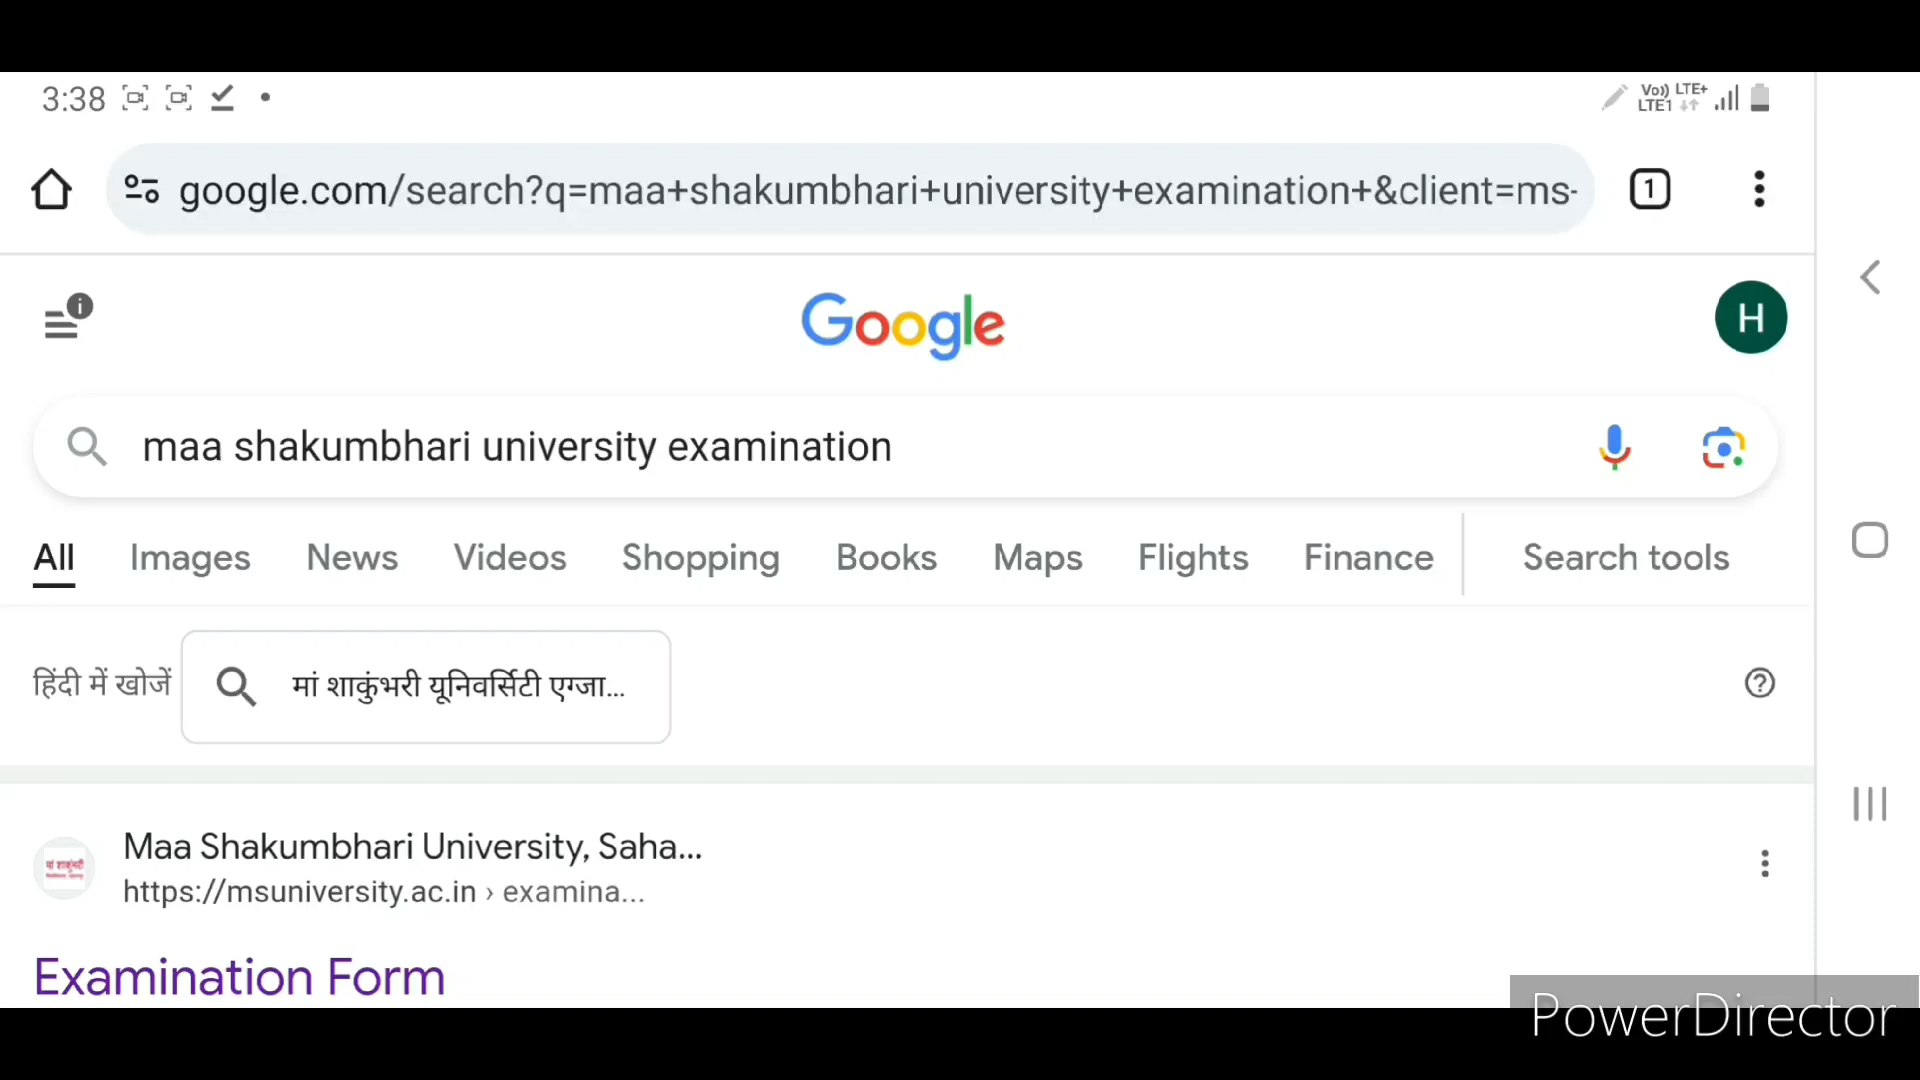 3:38
Vo)) LTE+
LTE1
google.com/search?q=maa+shakumbhari+university+examination+&client=ms-
1
Google
H
maa shakumbhari university examination
All Images News Videos Shopping Books Maps Flights Finance Search tools
हिंदी में खोजें मां शाकुंभरी यूनिवर्सिटी एग्जा...
Maa Shakumbhari University, Saha...
https://msuniversity.ac.in › examina...
Examination Form
PowerDirector